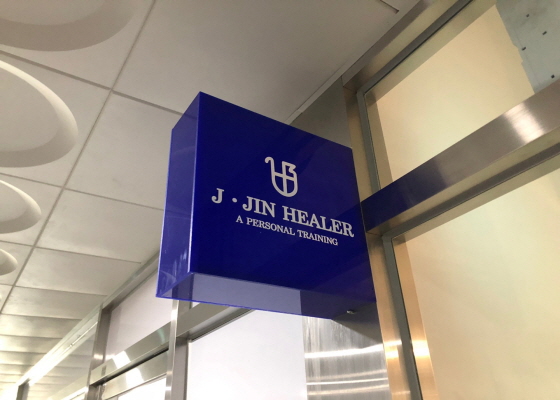 J · JIN HEALER
A PERSONAL TRAINING